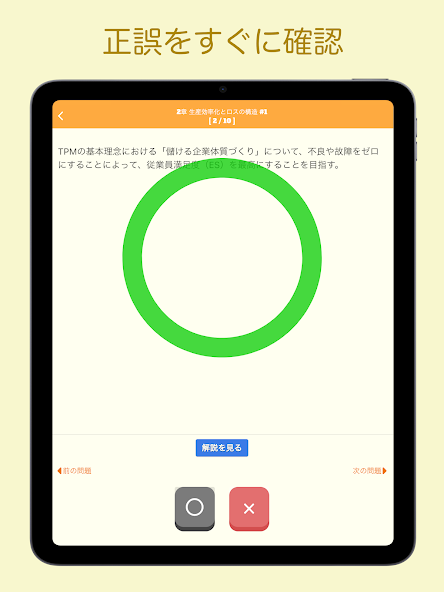 正誤をすぐに確認
2章 生産効率化とロスの構造 #1
[ 2 / 10 ]
TPMの基本理念における「儲ける企業体質づくり」について、不良や故障をゼロ
にすることによって、従業員満足度（ES）を最高にすることを目指す。
解説を見る
前の問題
次の問題